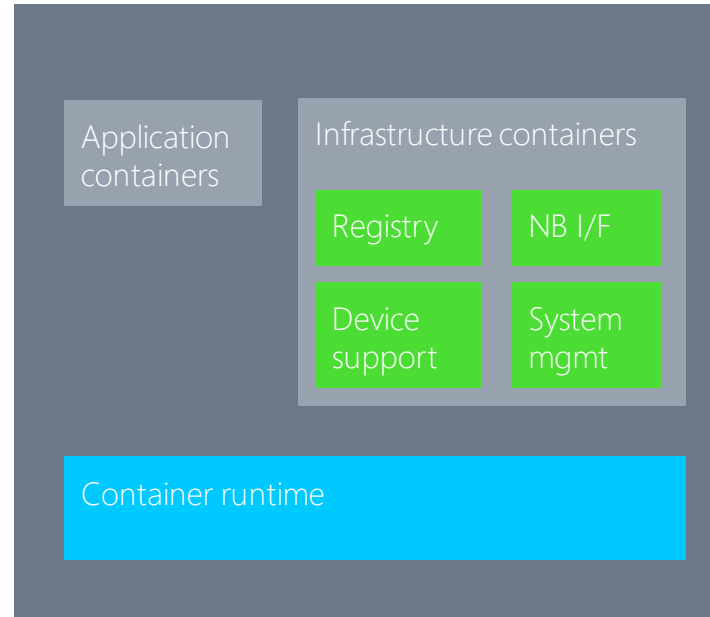 Application
containers
Infrastructure containers
Registry
NB I/F
Device
support
System
mgmt
Container runtime